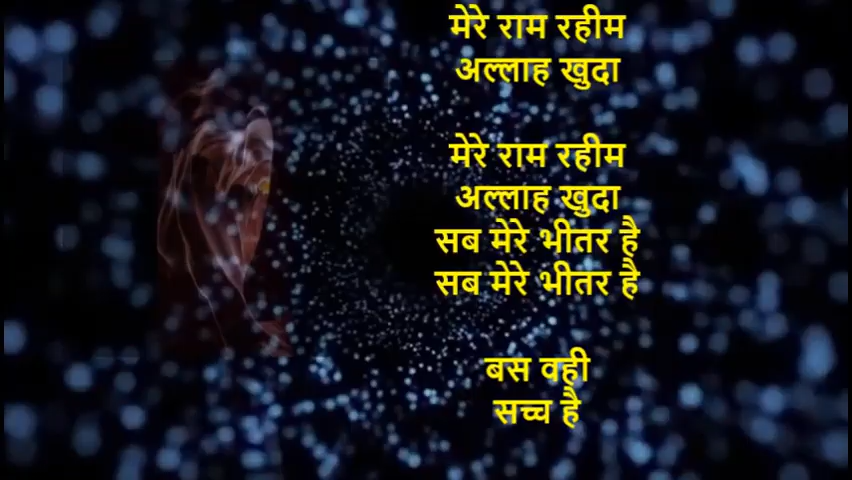 मेरे राम रहीम
अल्लाह खुदा
मेरे राम रहीम
अल्लाह खुदा
सब मेरे भीतर है
सब मेरे भीतर है
बस वही
सच्च है